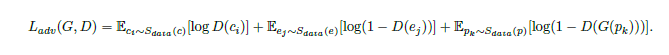 $L_{adv}(G, D) = \mathbb{E}_{c_i \sim S_{data}(c)}[\log D(c_i)] + \mathbb{E}_{e_j \sim S_{data}(e)}[\log(1 - D(e_j))] + \mathbb{E}_{p_k \sim S_{data}(p)}[\log(1 - D(G(p_k)))].$